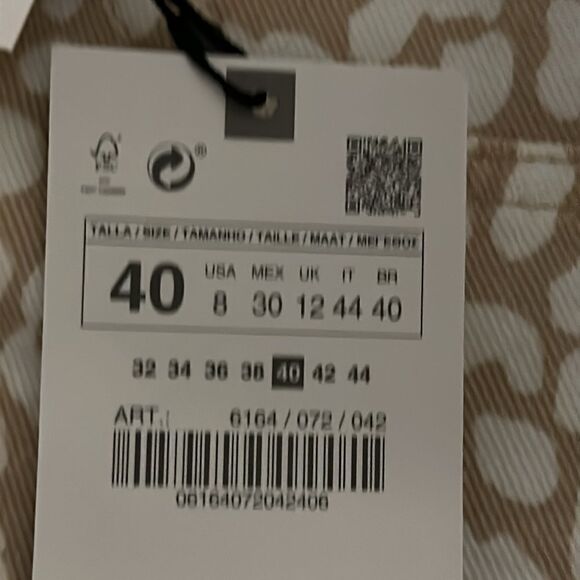 ®
TALLA / SIZE / TAMANHO / TAILLE / MAAT /
40
USA MEX UK IT BR
8 30 12 44 40
32 34 36 38 40 42 44
ART. 6164 / 072 / 042
06164072042406